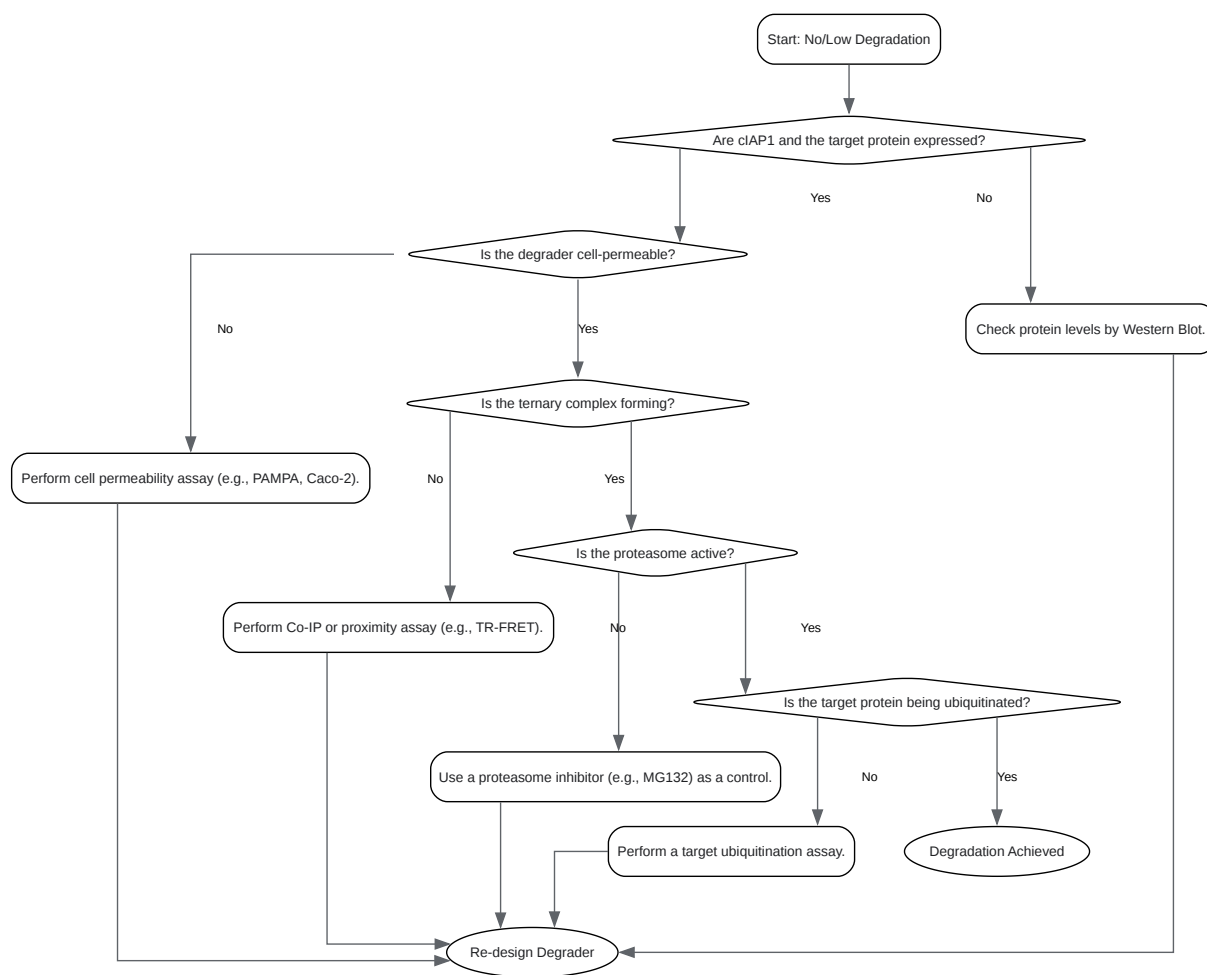 Start: No/Low Degradation
Are cIAP1 and the target protein expressed?
Yes
No
Is the degrader cell-permeable?
No
Yes
Check protein levels by Western Blot.
Is the ternary complex forming?
Perform cell permeability assay (e.g., PAMPA, Caco-2).
No
Yes
Is the proteasome active?
Perform Co-IP or proximity assay (e.g., TR-FRET).
No
Yes
Is the target protein being ubiquitinated?
Use a proteasome inhibitor (e.g., MG132) as a control.
No
Yes
Perform a target ubiquitination assay.
Degradation Achieved
Re-design Degrader